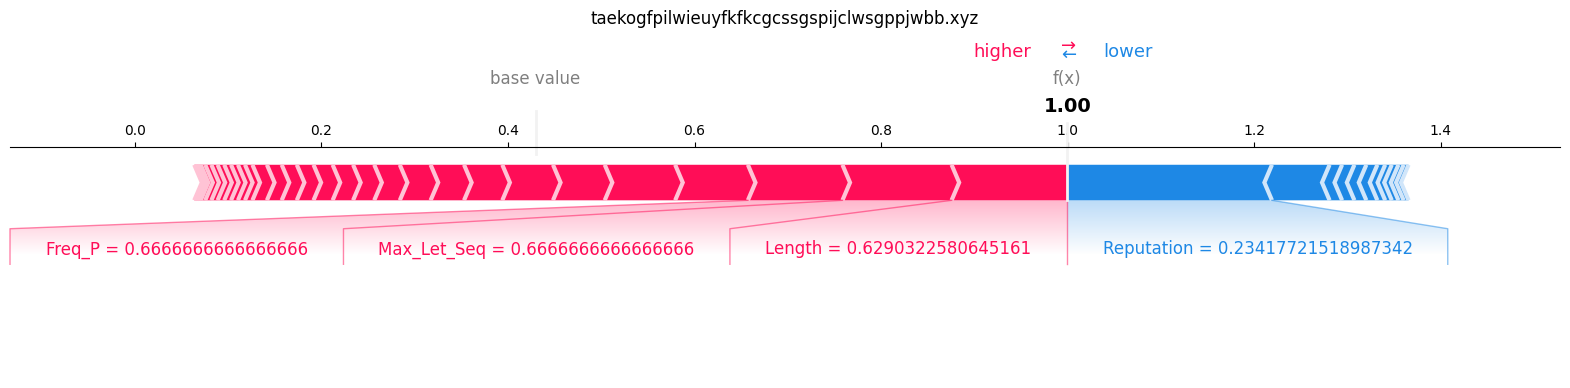 taekogfpilwieuyfkfkcgcssgspijclwsgppjwbb.xyz
higher ⇄ lower
base value f(x)
1.00
0.0 0.2 0.4 0.6 0.8 1.0 1.2 1.4
Freq_P = 0.6666666666666666 Max_Let_Seq = 0.6666666666666666 Length = 0.6290322580645161 Reputation = 0.23417721518987342